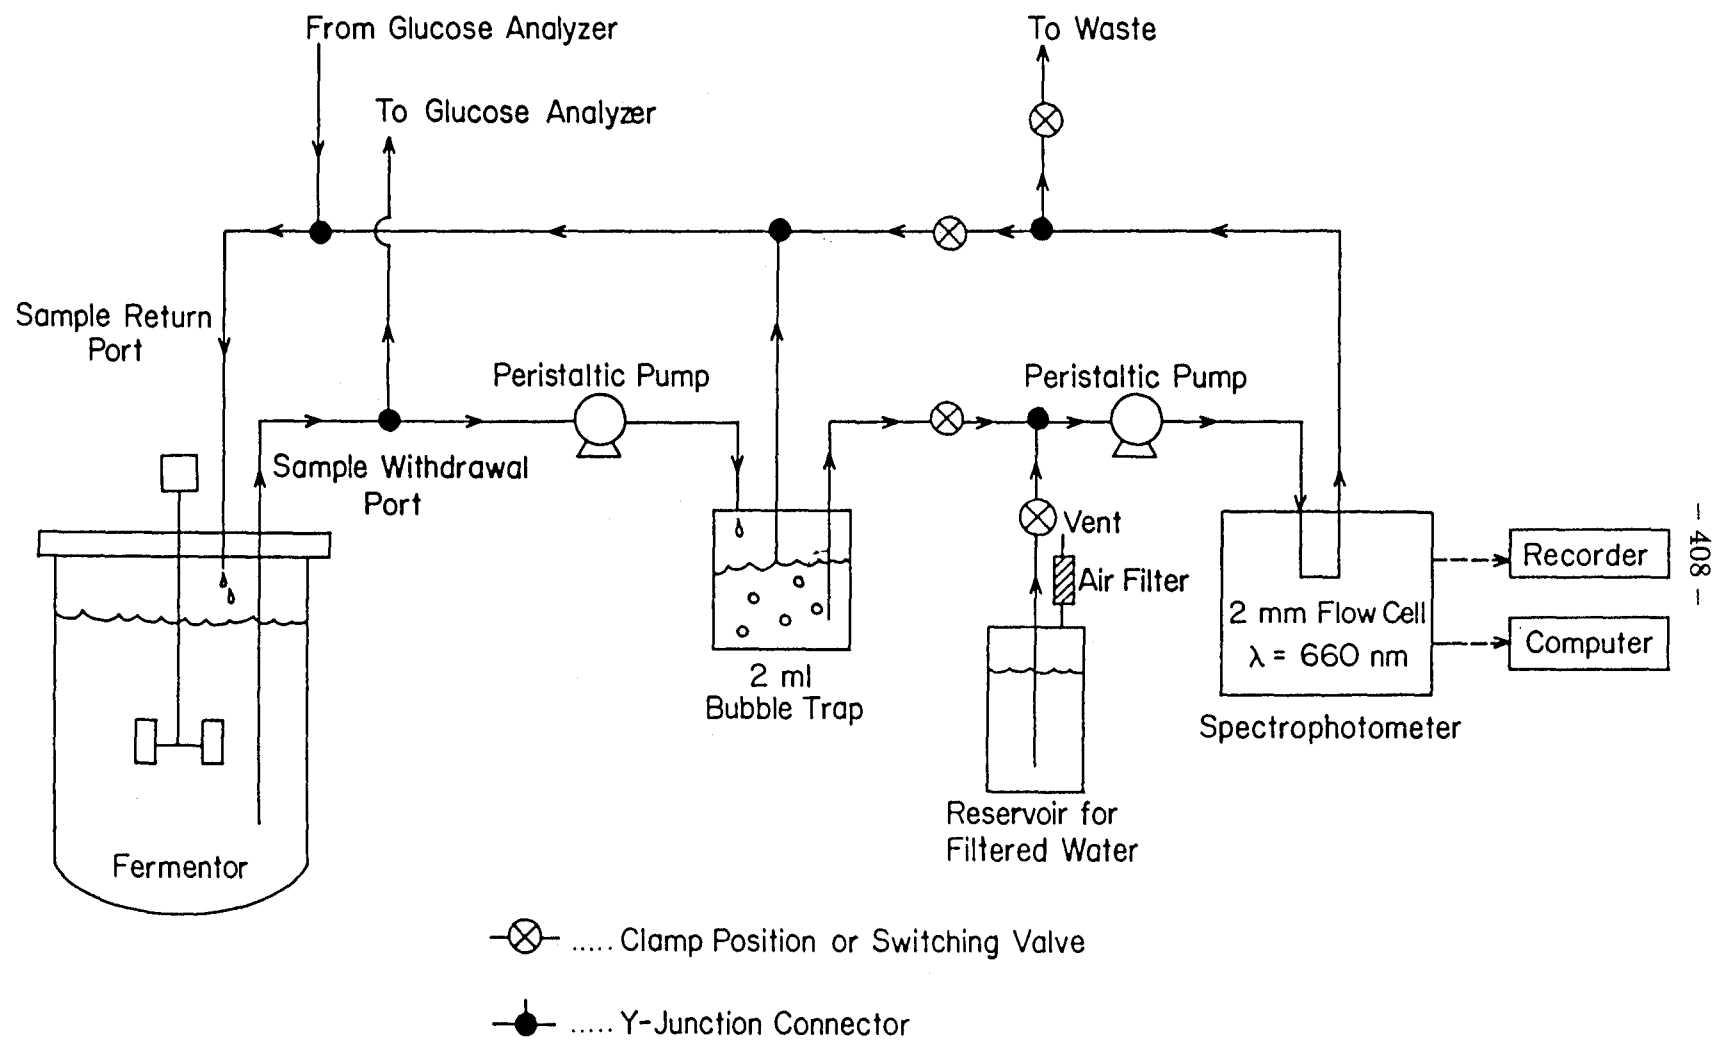 From Glucose Analyzer
To Waste
To Glucose Analyzer
Sample Return
Port
Peristaltic Pump
Peristaltic Pump
Sample Withdrawal
Port
Vent
Air Filter
Recorder
- 408 -
2 mm Flow Cell
λ = 660 nm
Computer
2 ml
Bubble Trap
Spectrophotometer
Reservoir for
Filtered Water
Fermentor
..... Clamp Position or Switching Valve
..... Y-Junction Connector